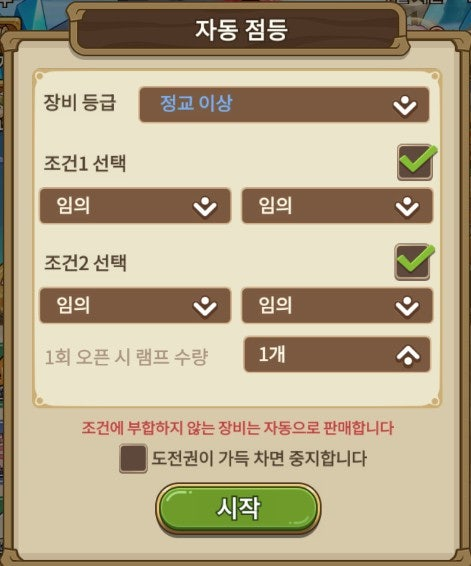 자동 점등
장비 등급 정교 이상
조건1 선택
임의 임의
조건2 선택
임의 임의
1회 오픈 시 램프 수량 1개
조건에 부합하지 않는 장비는 자동으로 판매합니다
도전권이 가득 차면 중지합니다
시작